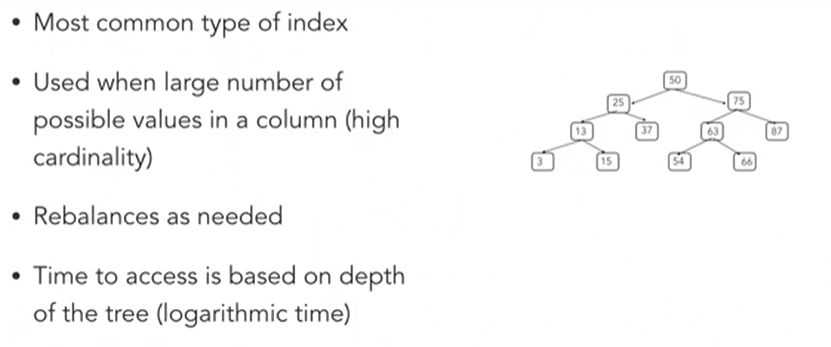 • Most common type of index
• Used when large number of
possible values in a column (high
cardinality)
• Rebalances as needed
• Time to access is based on depth
of the tree (logarithmic time)
50
25 75
13 37 63 87
3 15 54 66